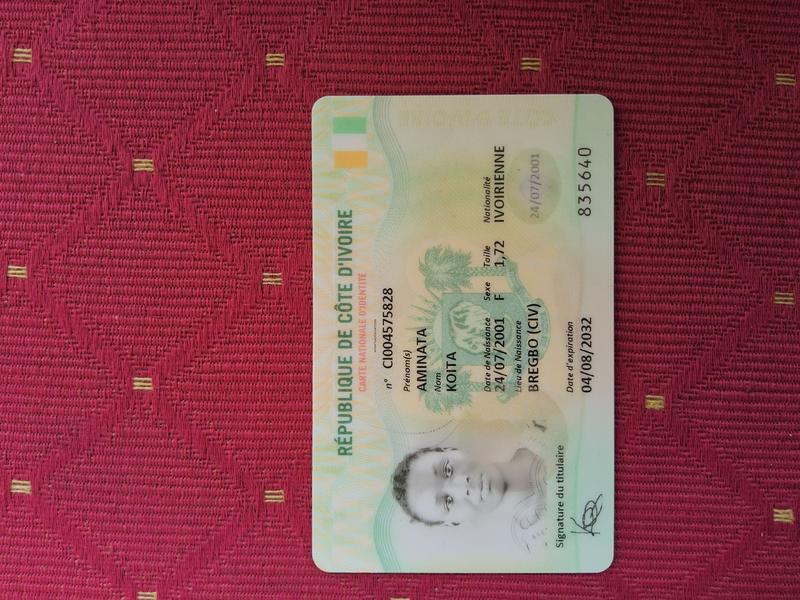 RÉPUBLIQUE DE CÔTE D'IVOIRE
CARTE NATIONALE D'IDENTITÉ
n° CI004575828
Prénom(s)
AMINATA
Nom
KOITA
Date de Naissance Sexe Taille Nationalité
24/07/2001 F 1,72 IVOIRIENNE
Lieu de Naissance
BREGBO (CIV)
24/07/2001
Date d'expiration
04/08/2032
835640
Signature du titulaire